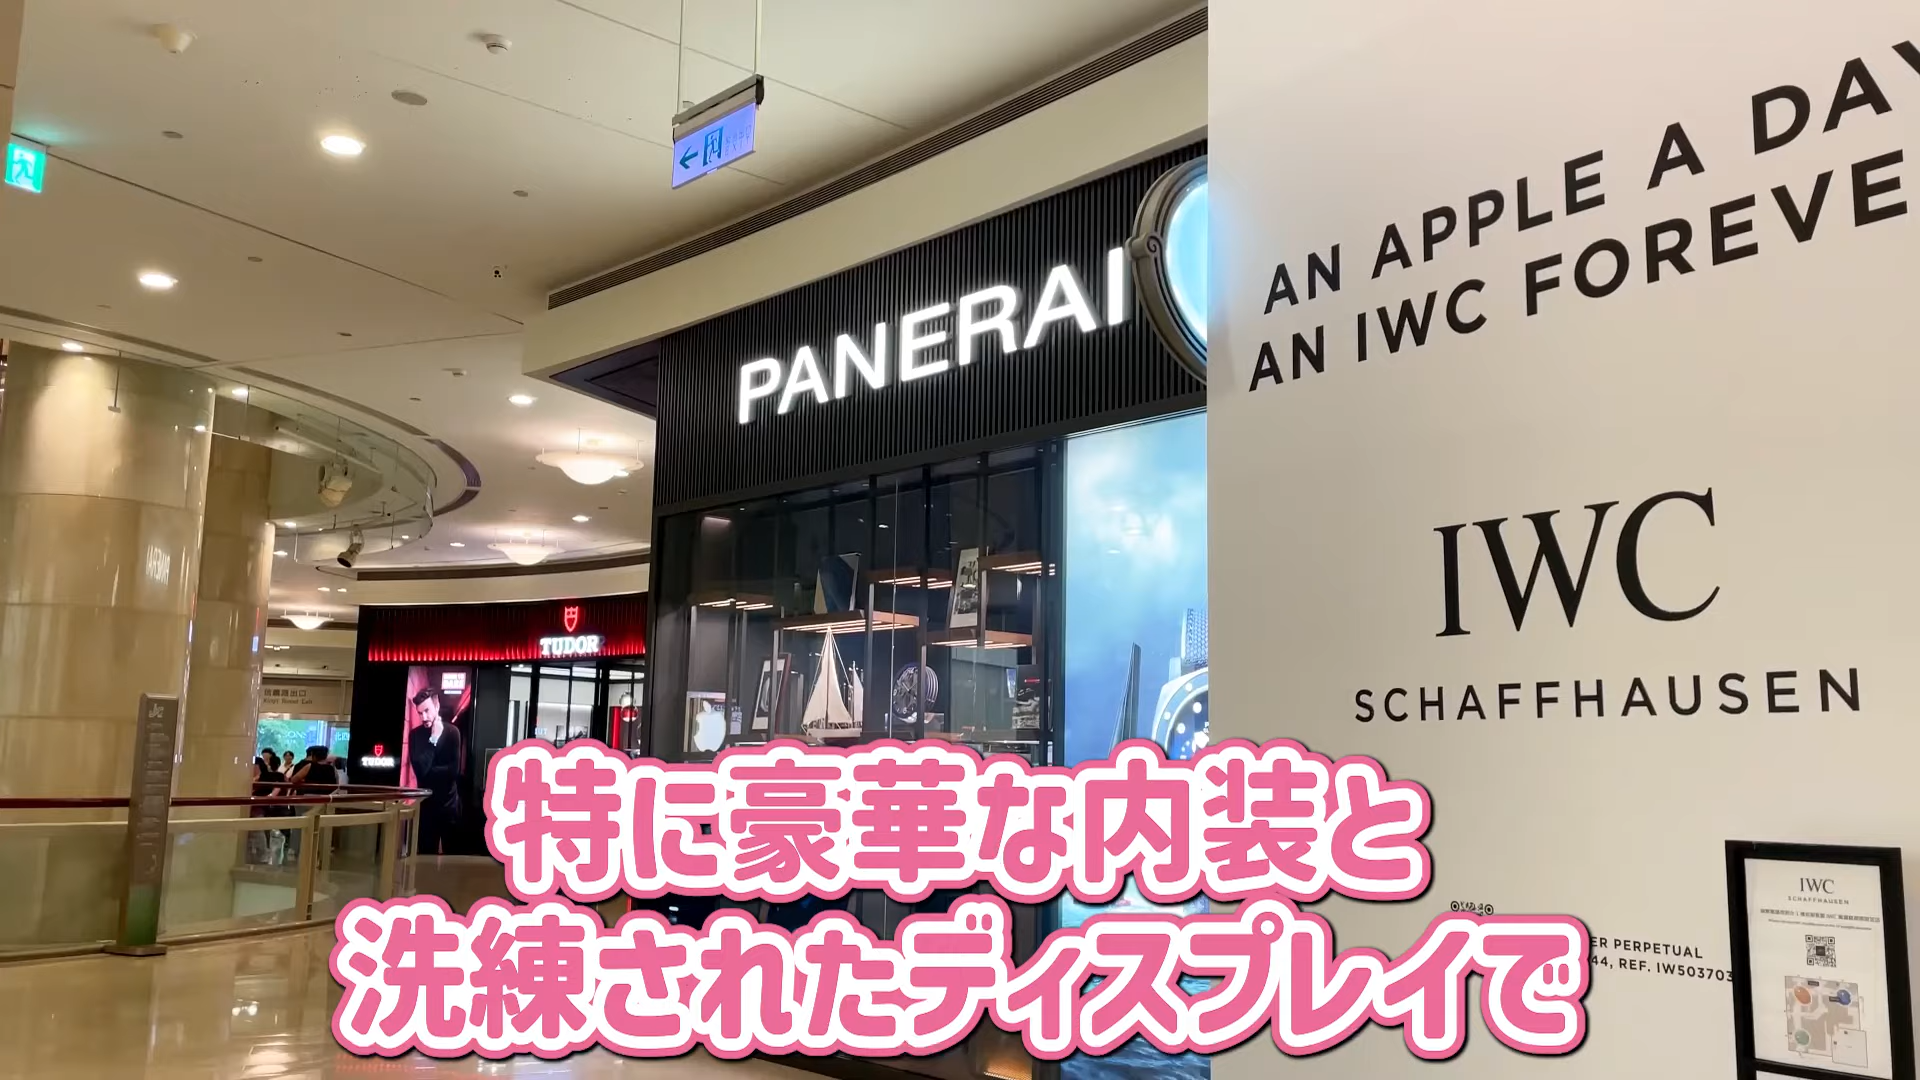 PANERAI
TUDOR
TUDOR
AN APPLE A DAY
AN IWC FOREVE
IWC
SCHAFFHAUSEN
ER PERPETUAL
44, REF. IW503703
IWC
SCHAFFHAUSEN
特に豪華な内装と
洗練されたディスプレイで